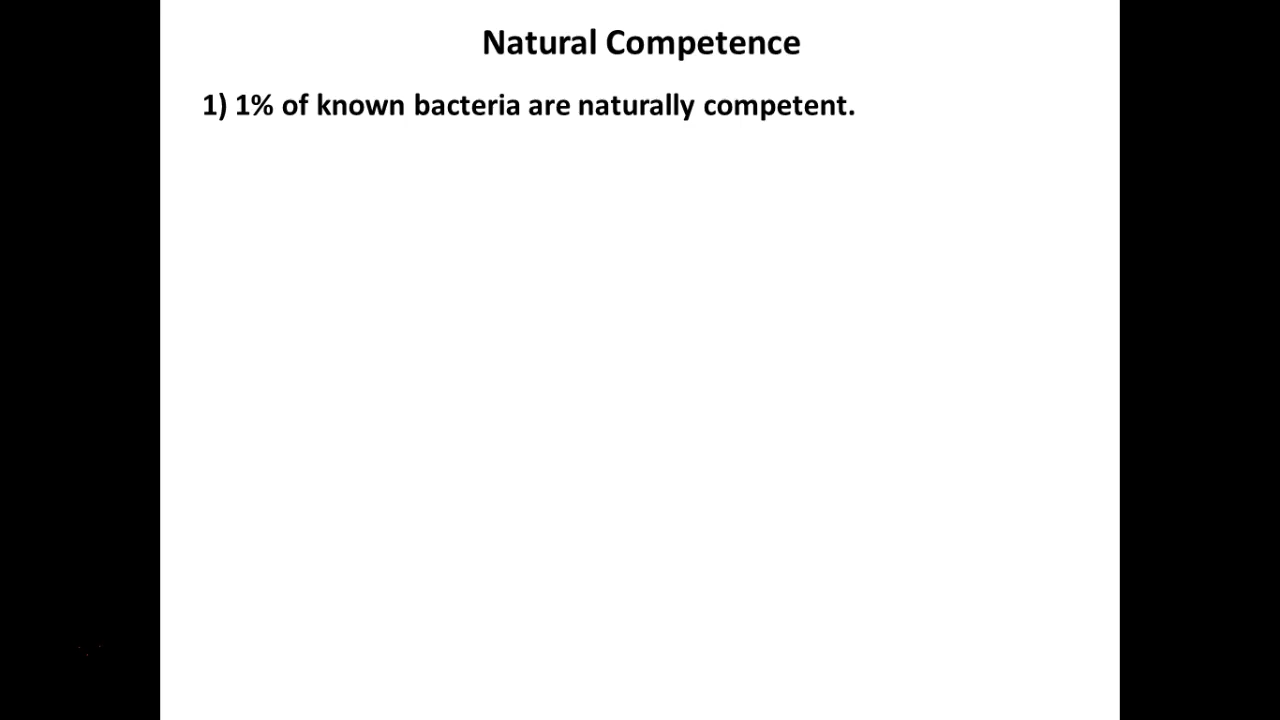 Natural Competence
1) 1% of known bacteria are naturally competent.